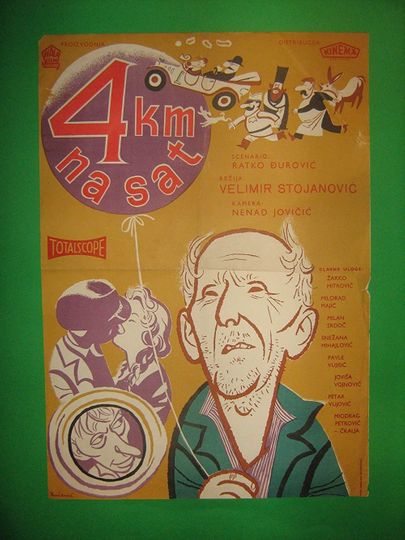 PROIZVODNJA:
DISTRIBUCIJA:
KINEMA
4 km
na sat
SCENARIO:
RATKO ĐUROVIĆ
REŽIJA
VELIMIR STOJANOVIĆ
KAMERA:
NENAD JOVIČIĆ
TOTALSCOPE
GLAVNE ULOGE:
ŽARKO
MITROVIĆ
MILORAD
MILAN
SRDOČ
SNEŽANA
MIHAJLOVIĆ
PAVLE
VUISIĆ
JOVIŠA
VOJINOVIĆ
PETAR
VUJOVIĆ
MIODRAG
PETROVIĆ
- ČKALJA